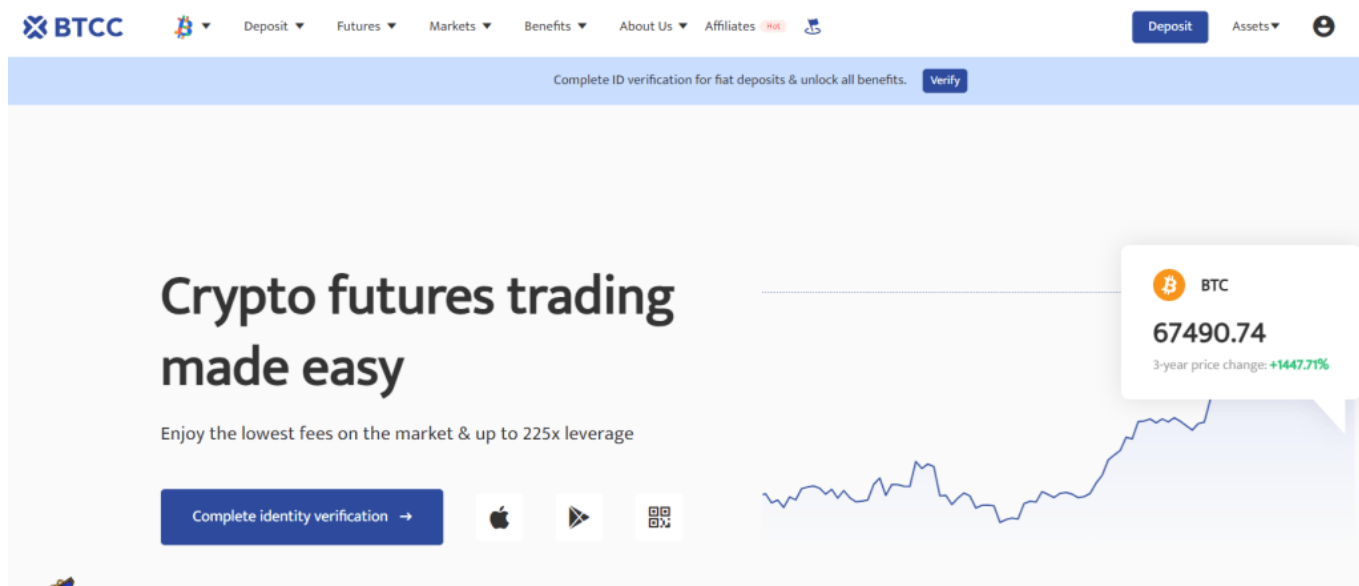 BTCC
Deposit
Futures
Markets
Benefits
About Us
Affiliates
Hot
Deposit
Assets
Complete ID verification for fiat deposits & unlock all benefits.
Verify
Crypto futures trading
made easy
Enjoy the lowest fees on the market & up to 225x leverage
Complete identity verification →
BTC
67490.74
3-year price change: +1447.71%